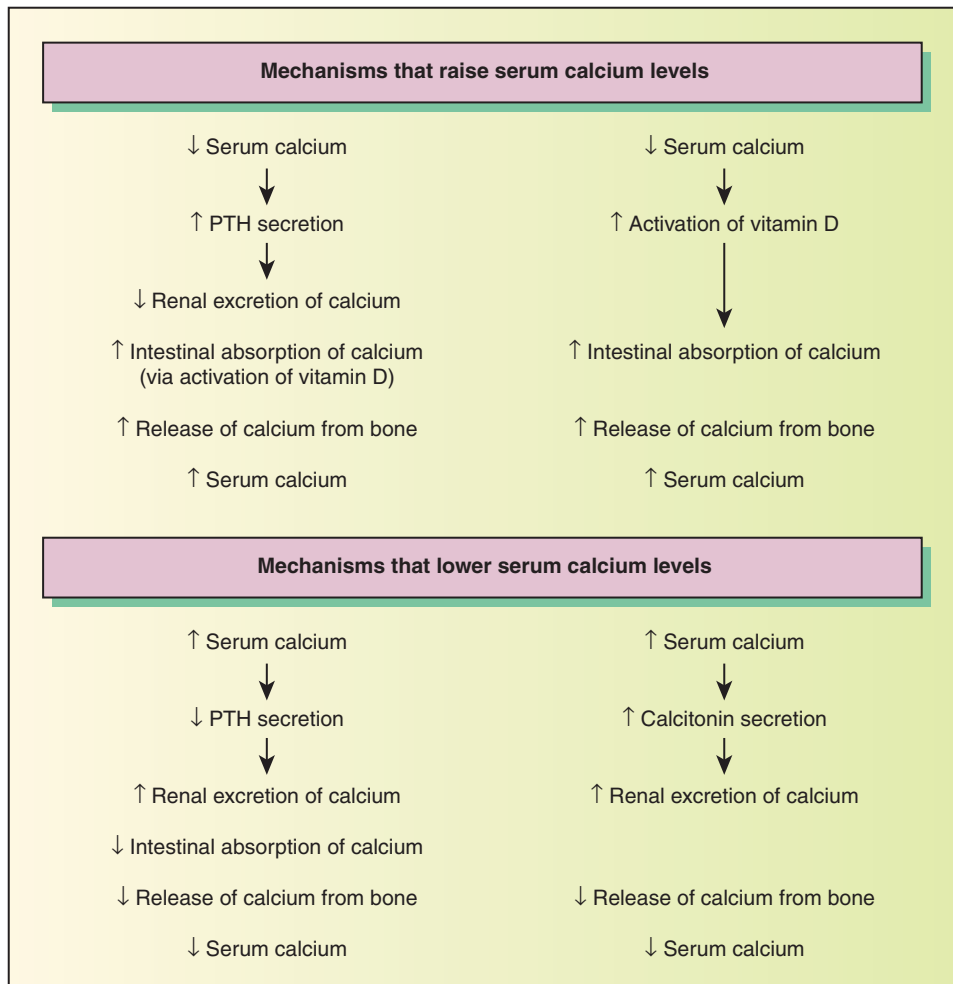 Mechanisms that raise serum calcium levels
↓ Serum calcium
↑ PTH secretion
↓ Renal excretion of calcium
↑ Intestinal absorption of calcium
(via activation of vitamin D)
↑ Release of calcium from bone
↑ Serum calcium
↓ Serum calcium
↑ Activation of vitamin D
↑ Intestinal absorption of calcium
↑ Release of calcium from bone
↑ Serum calcium
Mechanisms that lower serum calcium levels
↑ Serum calcium
↓ PTH secretion
↑ Renal excretion of calcium
↓ Intestinal absorption of calcium
↓ Release of calcium from bone
↓ Serum calcium
↑ Serum calcium
↑ Calcitonin secretion
↑ Renal excretion of calcium
↓ Release of calcium from bone
↓ Serum calcium